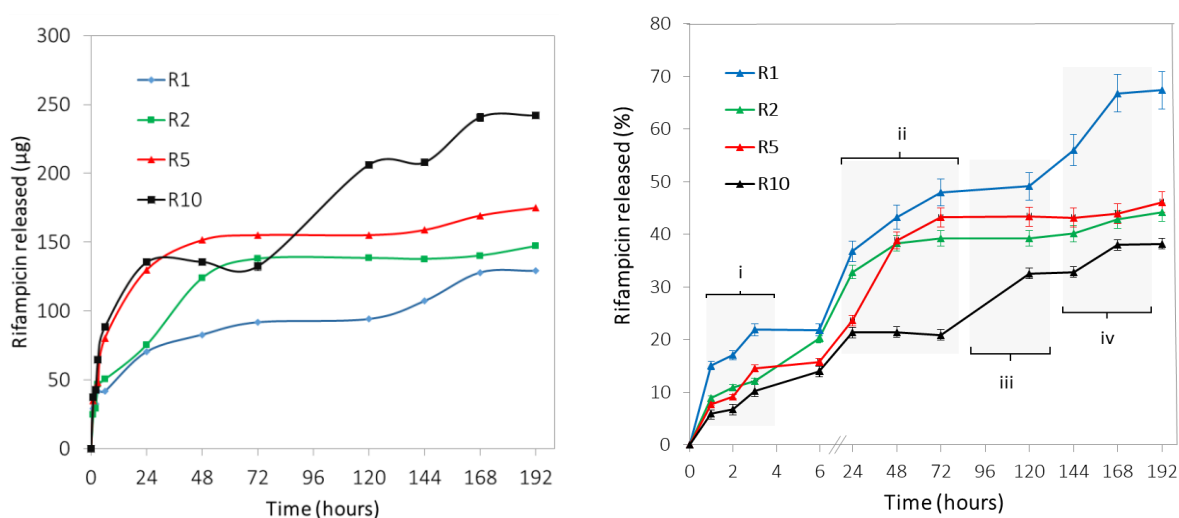 300
250
200
150
100
50
0
Rifampicin released (µg)
R1
R2
R5
R10
0 24 48 72 96 120 144 168 192
Time (hours)
80
70
60
50
40
30
20
10
0
Rifampicin released (%)
R1
R2
R5
R10
i
ii
iii
iv
0 2 4 6 // 24 48 72 96 120 144 168 192
Time (hours)